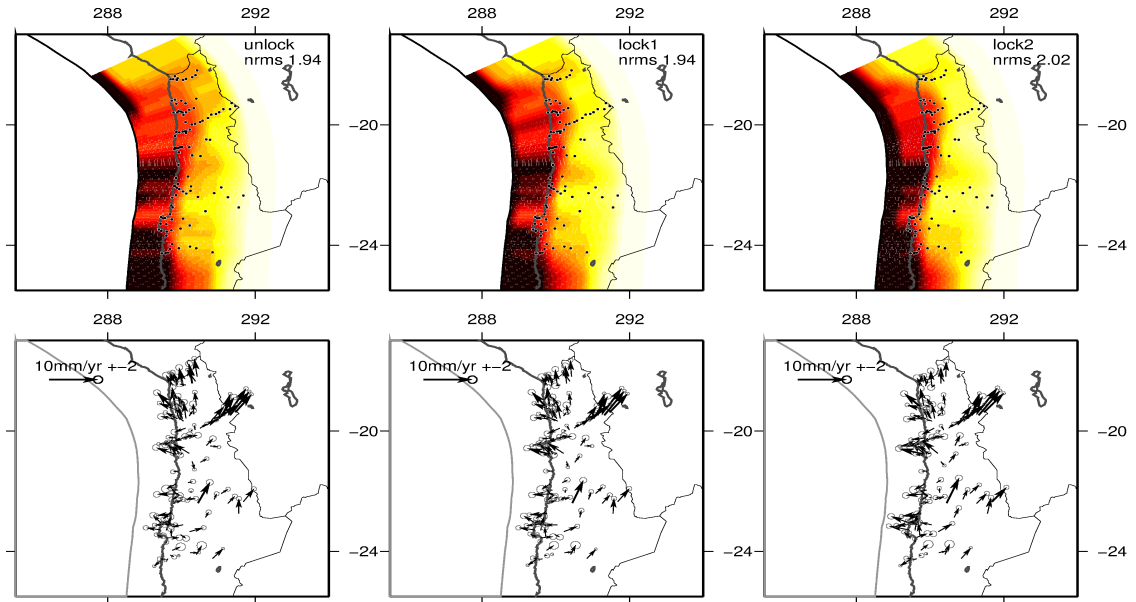 288 292 288 292 288 292
unlock
nrms 1.94
lock1
nrms 1.94
lock2
nrms 2.02
−20 −20 −20
−24 −24 −24
288 292 288 292 288 292
10mm/yr +−2 10mm/yr +−2 10mm/yr +−2
−20 −20 −20
−24 −24 −24